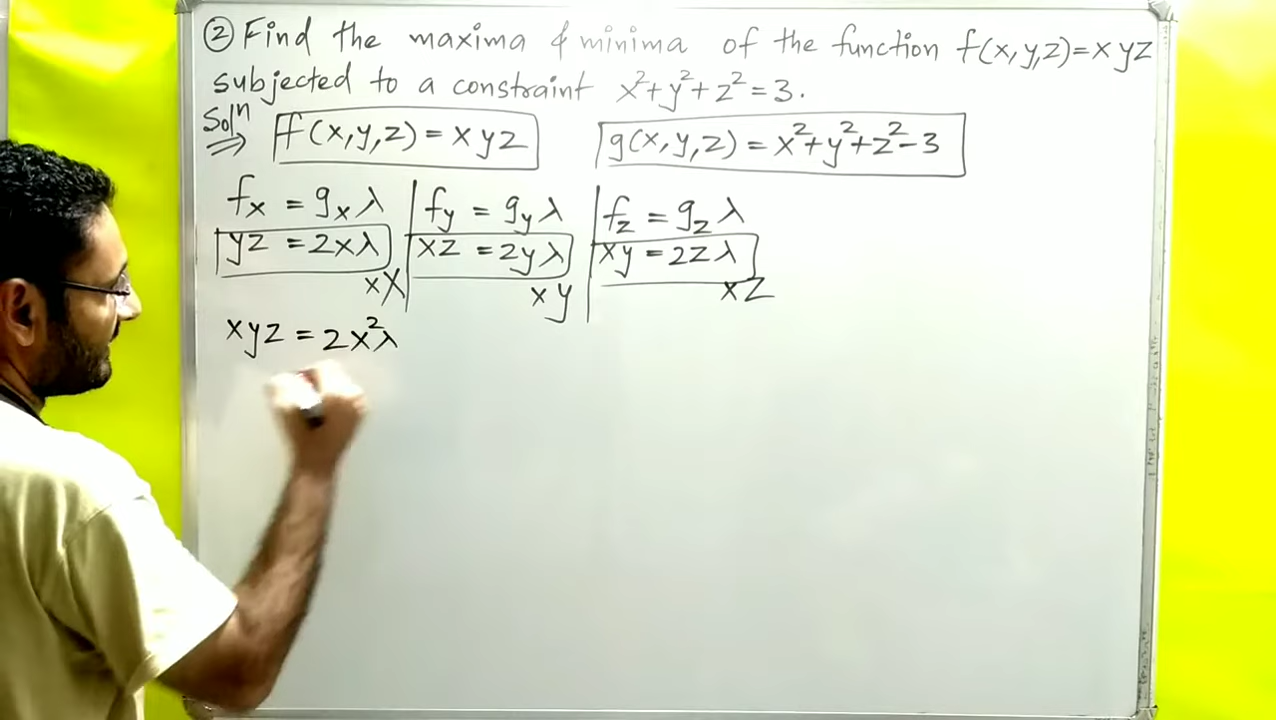 ② Find the maxima & minima of the function f(x,y,z)=xyz
subjected to a constraint x²+y²+z²=3.
Solⁿ f(x,y,z) = xyz g(x,y,z) = x²+y²+z²-3
fx = gx λ | fy = gy λ | fz = gz λ
yz = 2xλ | xz = 2yλ | xy = 2zλ
×X ×y ×Z
xyz = 2x²λ